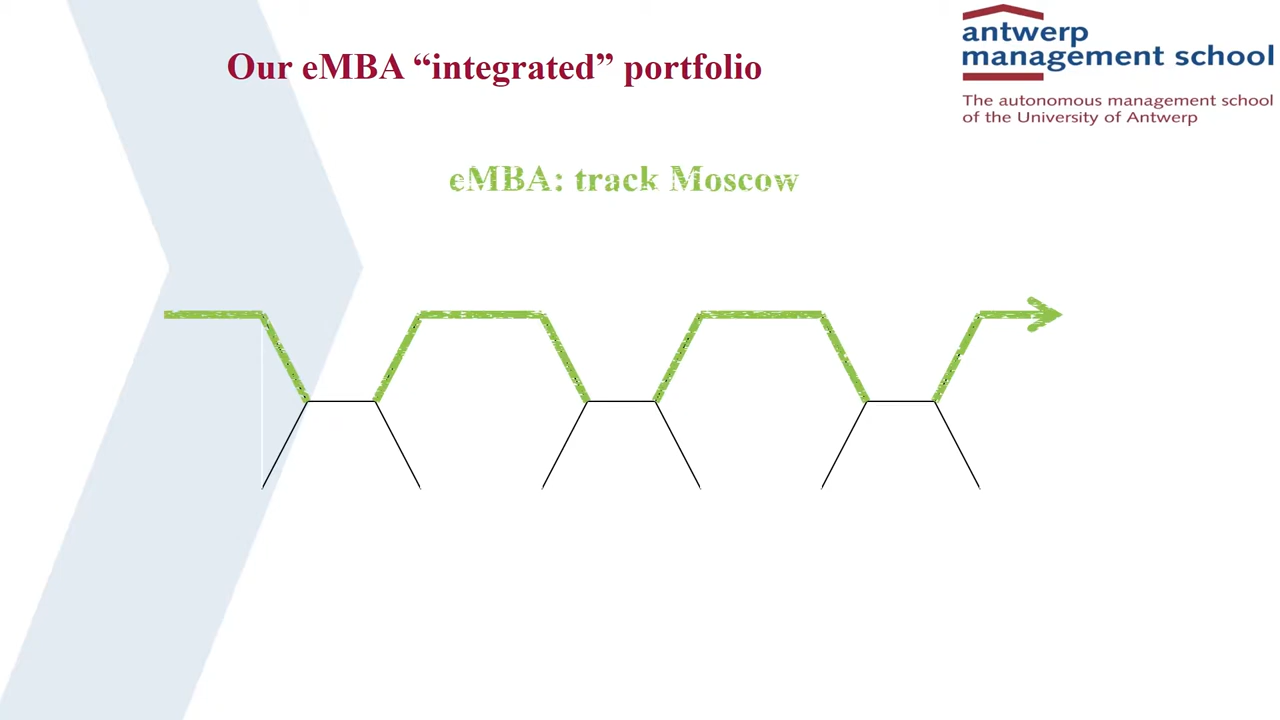 Our eMBA “integrated” portfolio
antwerp
management school
The autonomous management school
of the University of Antwerp
eMBA: track Moscow